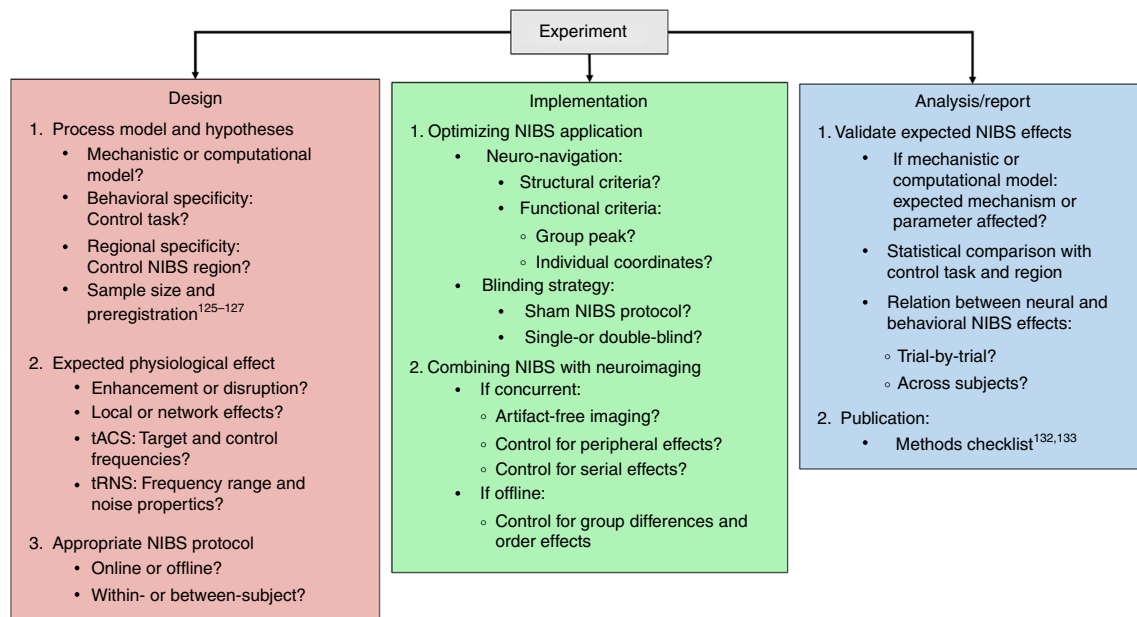 Experiment
Design
1. Process model and hypotheses
• Mechanistic or computational
model?
• Behavioral specificity:
Control task?
• Regional specificity:
Control NIBS region?
• Sample size and
preregistration125–127
2. Expected physiological effect
• Enhancement or disruption?
• Local or network effects?
• tACS: Target and control
frequencies?
• tRNS: Frequency range and
noise propertics?
3. Appropriate NIBS protocol
• Online or offline?
• Within- or between-subject?
Implementation
1. Optimizing NIBS application
• Neuro-navigation:
• Structural criteria?
• Functional criteria:
◦ Group peak?
◦ Individual coordinates?
• Blinding strategy:
• Sham NIBS protocol?
• Single-or double-blind?
2. Combining NIBS with neuroimaging
• If concurrent:
◦ Artifact-free imaging?
◦ Control for peripheral effects?
◦ Control for serial effects?
• If offline:
◦ Control for group differences and
order effects
Analysis/report
1. Validate expected NIBS effects
• If mechanistic or
computational model:
expected mechanism or
parameter affected?
• Statistical comparison with
control task and region
• Relation between neural and
behavioral NIBS effects:
◦ Trial-by-trial?
◦ Across subjects?
2. Publication:
• Methods checklist132,133